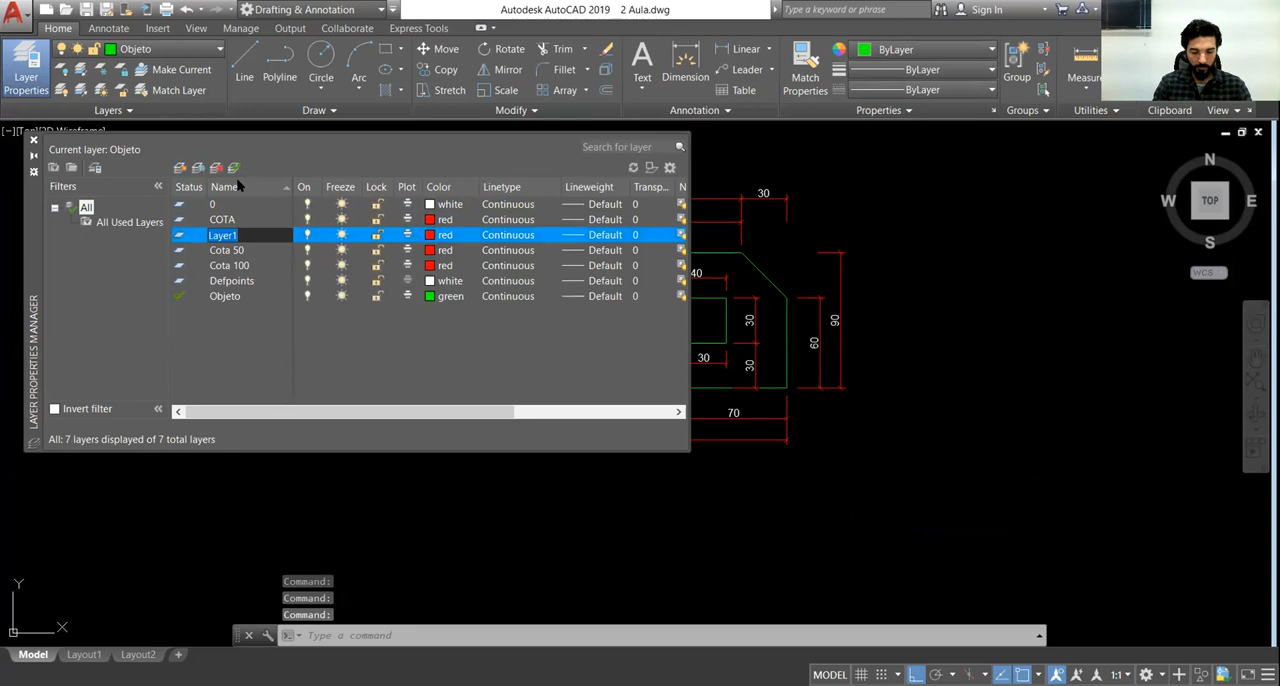 Drafting & Annotation
Autodesk AutoCAD 2019 2 Aula.dwg
Type a keyword or phrase
Sign In
Home Annotate Insert View Manage Output Collaborate Express Tools
Layer Properties
Objeto
Make Current
Match Layer
Layers
Line
Polyline
Circle
Arc
Draw
Move
Rotate
Trim
Copy
Mirror
Fillet
Stretch
Scale
Array
Modify
Text
Dimension
Linear
Leader
Table
Annotation
Match Properties
ByLayer
ByLayer
ByLayer
Properties
Group
Groups
Measure
Utilities
Clipboard
View
[−][Top][2D Wireframe]
Current layer: Objeto
Search for layer
Filters
All
All Used Layers
Invert filter
Status Name On Freeze Lock Plot Color Linetype Lineweight Transp... N
0 white Continuous Default 0
COTA red Continuous Default 0
Layer1 red Continuous Default 0
Cota 50 red Continuous Default 0
Cota 100 red Continuous Default 0
Defpoints white Continuous Default 0
Objeto green Continuous Default 0
All: 7 layers displayed of 7 total layers
LAYER PROPERTIES MANAGER
30
40
30
30
30
60
90
70
N
W
TOP
E
S
WCS
Y
X
Command:
Command:
Command:
Type a command
Model Layout1 Layout2 +
MODEL
1:1